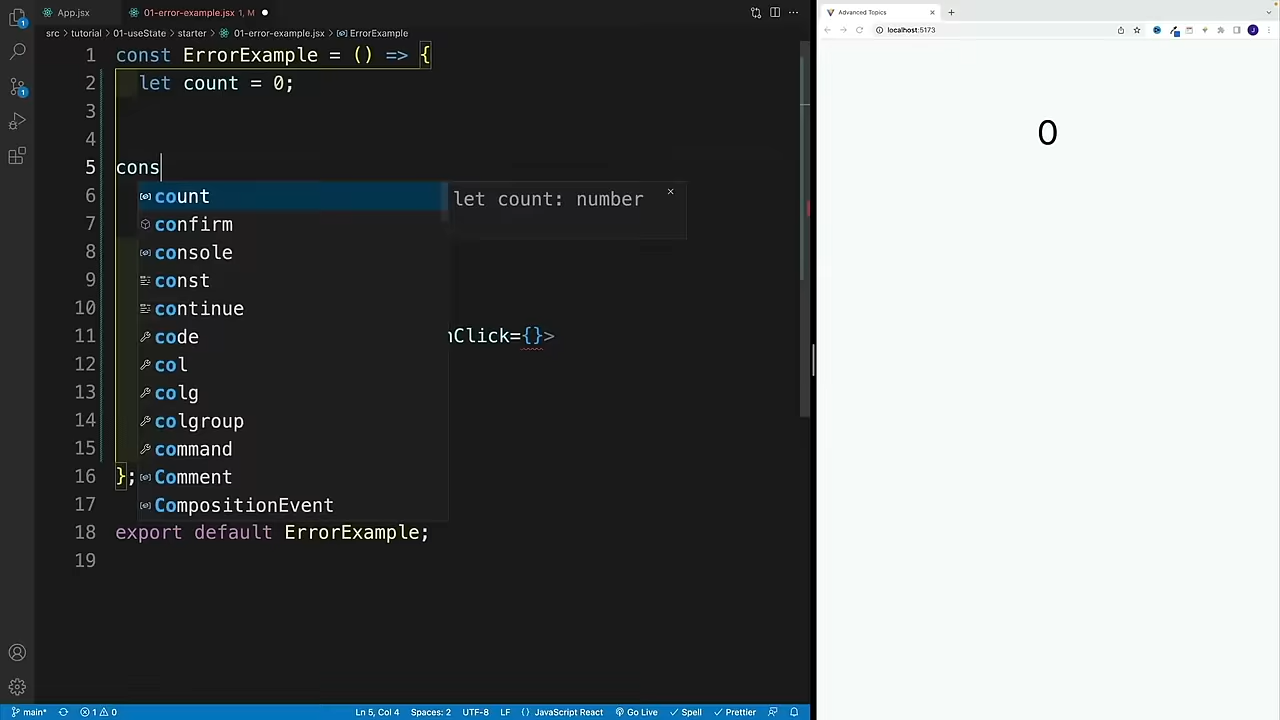 App.jsx
01-error-example.jsx 1, M
src > tutorial > 01-error-example.jsx > ErrorExample
1 const ErrorExample = () => {
2 let count = 0;
3
4
5 cons
6
7
8
9
10
11 nClick={}>
12
13
14
15
16 };
17
18 export default ErrorExample;
19
count
confirm
console
const
continue
code
col
colg
colgroup
command
Comment
CompositionEvent
let count: number
main*
1 0
Ln 5, Col 4
Spaces: 2
UTF-8
LF
JavaScript React
Go Live
Spell
Prettier
Advanced Topics
localhost:5173
J
0